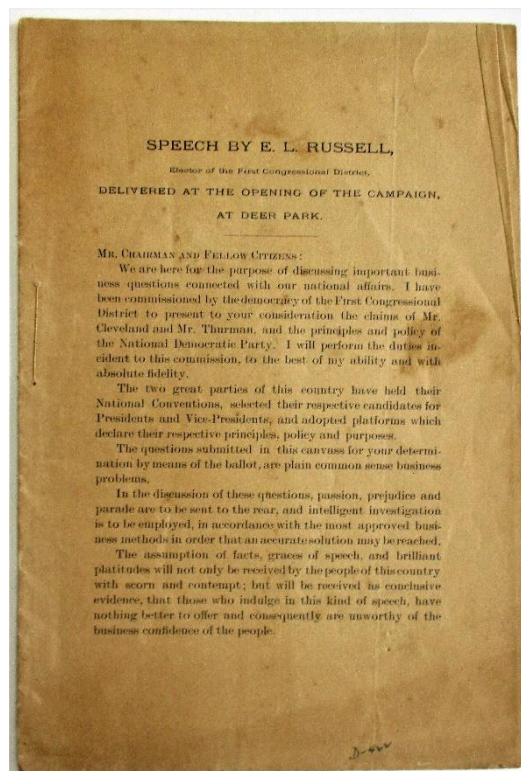 SPEECH BY E. L. RUSSELL,
Elector of the First Congressional District,
DELIVERED AT THE OPENING OF THE CAMPAIGN,
AT DEER PARK.
MR. CHAIRMAN AND FELLOW CITIZENS:
We are here for the purpose of discussing important busi-
ness questions connected with our national affairs. I have
been commissioned by the democracy of the First Congressional
District to present to your consideration the claims of Mr.
Cleveland and Mr. Thurman, and the principles and policy of
the National Democratic Party. I will perform the duties in-
cident to this commission, to the best of my ability and with
absolute fidelity.
The two great parties of this country have held their
National Conventions, selected their respective candidates for
Presidents and Vice-Presidents, and adopted platforms which
declare their respective principles, policy and purposes.
The questions submitted in this canvass for your determi-
nation by means of the ballot, are plain common sense business
problems.
In the discussion of these questions, passion, prejudice and
parade are to be sent to the rear, and intelligent investigation
is to be employed, in accordance with the most approved busi-
ness methods in order that an accurate solution may be reached.
The assumption of facts, graces of speech, and brilliant
platitudes will not only be received by the people of this country
with scorn and contempt; but will be received as conclusive
evidence, that those who indulge in this kind of speech, have
nothing better to offer and consequently are unworthy of the
business confidence of the people.